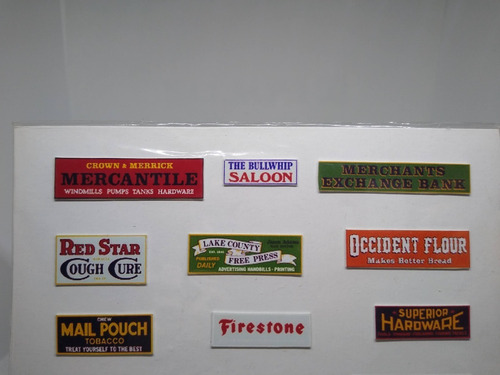 CROWN & MERRICK
MERCANTILE
WINDMILLS PUMPS TANKS HARDWARE
THE BULLWHIP
SALOON
MERCHANTS
EXCHANGE BANK
RED STAR
COUGH CURE
LAKE COUNTY
FREE PRESS
PUBLISHED
DAILY
ADVERTISING HANDBILLS - PRINTING
OCCIDENT FLOUR
Makes Better Bread
CHEW
MAIL POUCH
TOBACCO
TREAT YOURSELF TO THE BEST
Firestone
SUPERIOR
HARDWARE